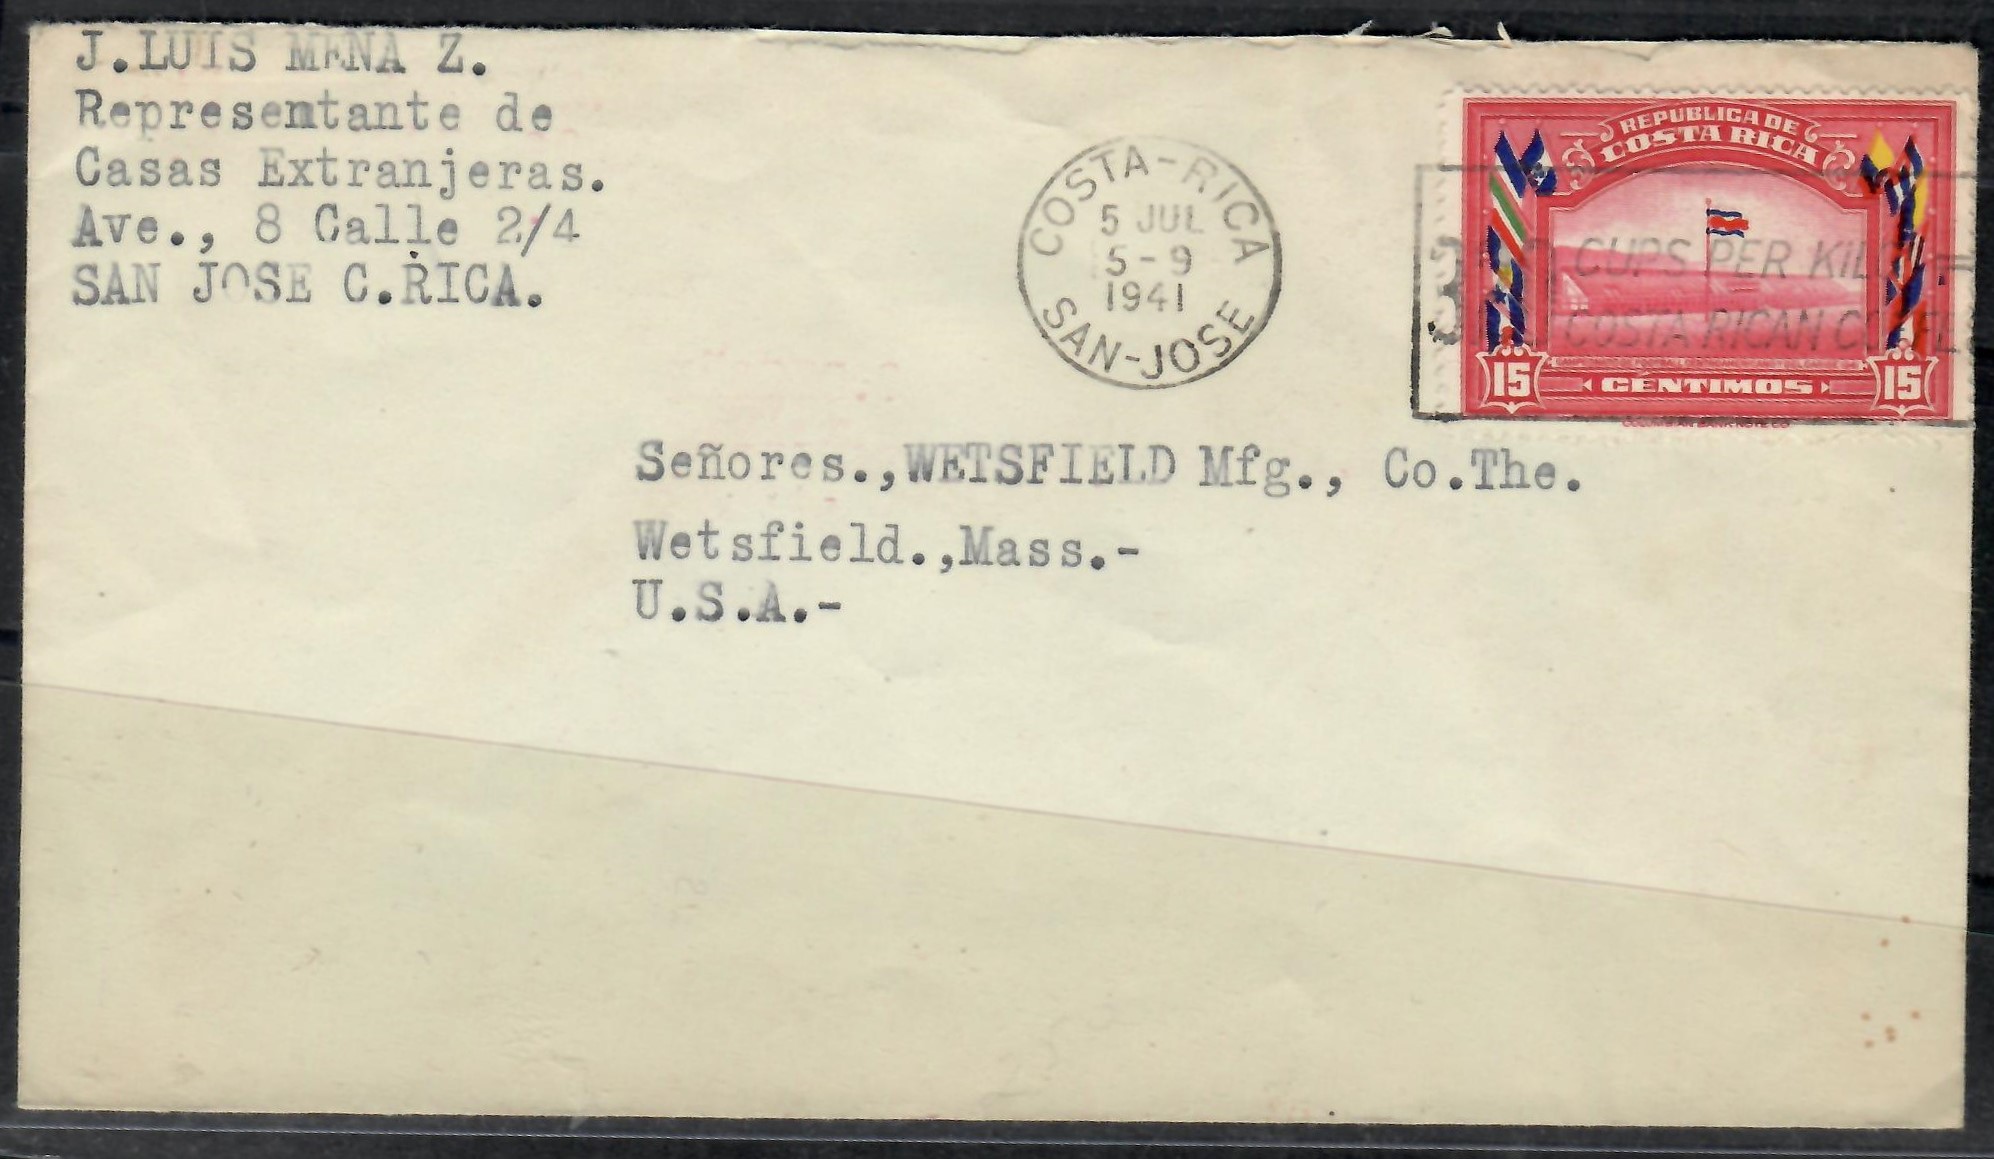 J.LUIS MENA Z.
Representante de
Casas Extranjeras.
Ave., 8 Calle 2/4
SAN JOSE C.RICA.
COSTA-RICA
5 JUL
5-9
1941
SAN-JOSE
REPUBLICA DE
COSTA RICA
CUPS PER KILO
COSTA RICAN
15 CENTIMOS 15
Señores.,WETSFIELD Mfg., Co.The.
Wetsfield.,Mass.-
U.S.A.-